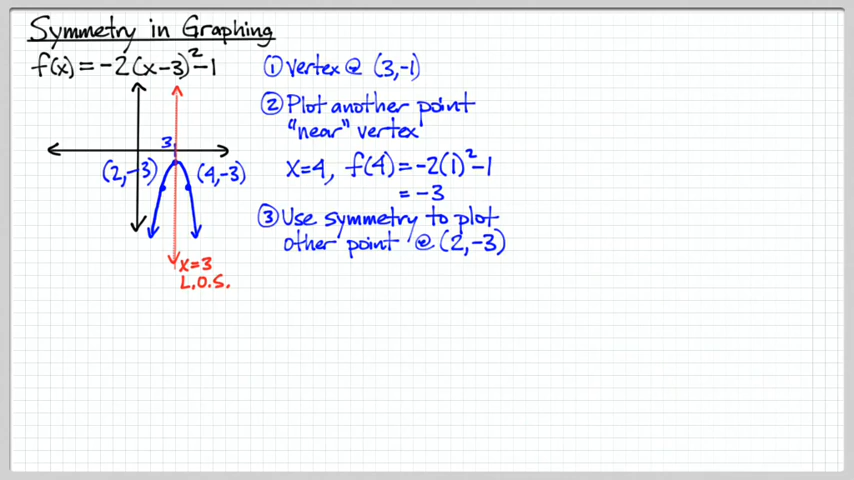 Symmetry in Graphing
f(x) = -2(x-3)²-1
① Vertex @ (3,-1)
② Plot another point
"near" vertex
3
(2,-3)
(4,-3)
x=4, f(4) = -2(1)²-1
= -3
③ Use symmetry to plot
other point @ (2,-3)
x=3
L.O.S.